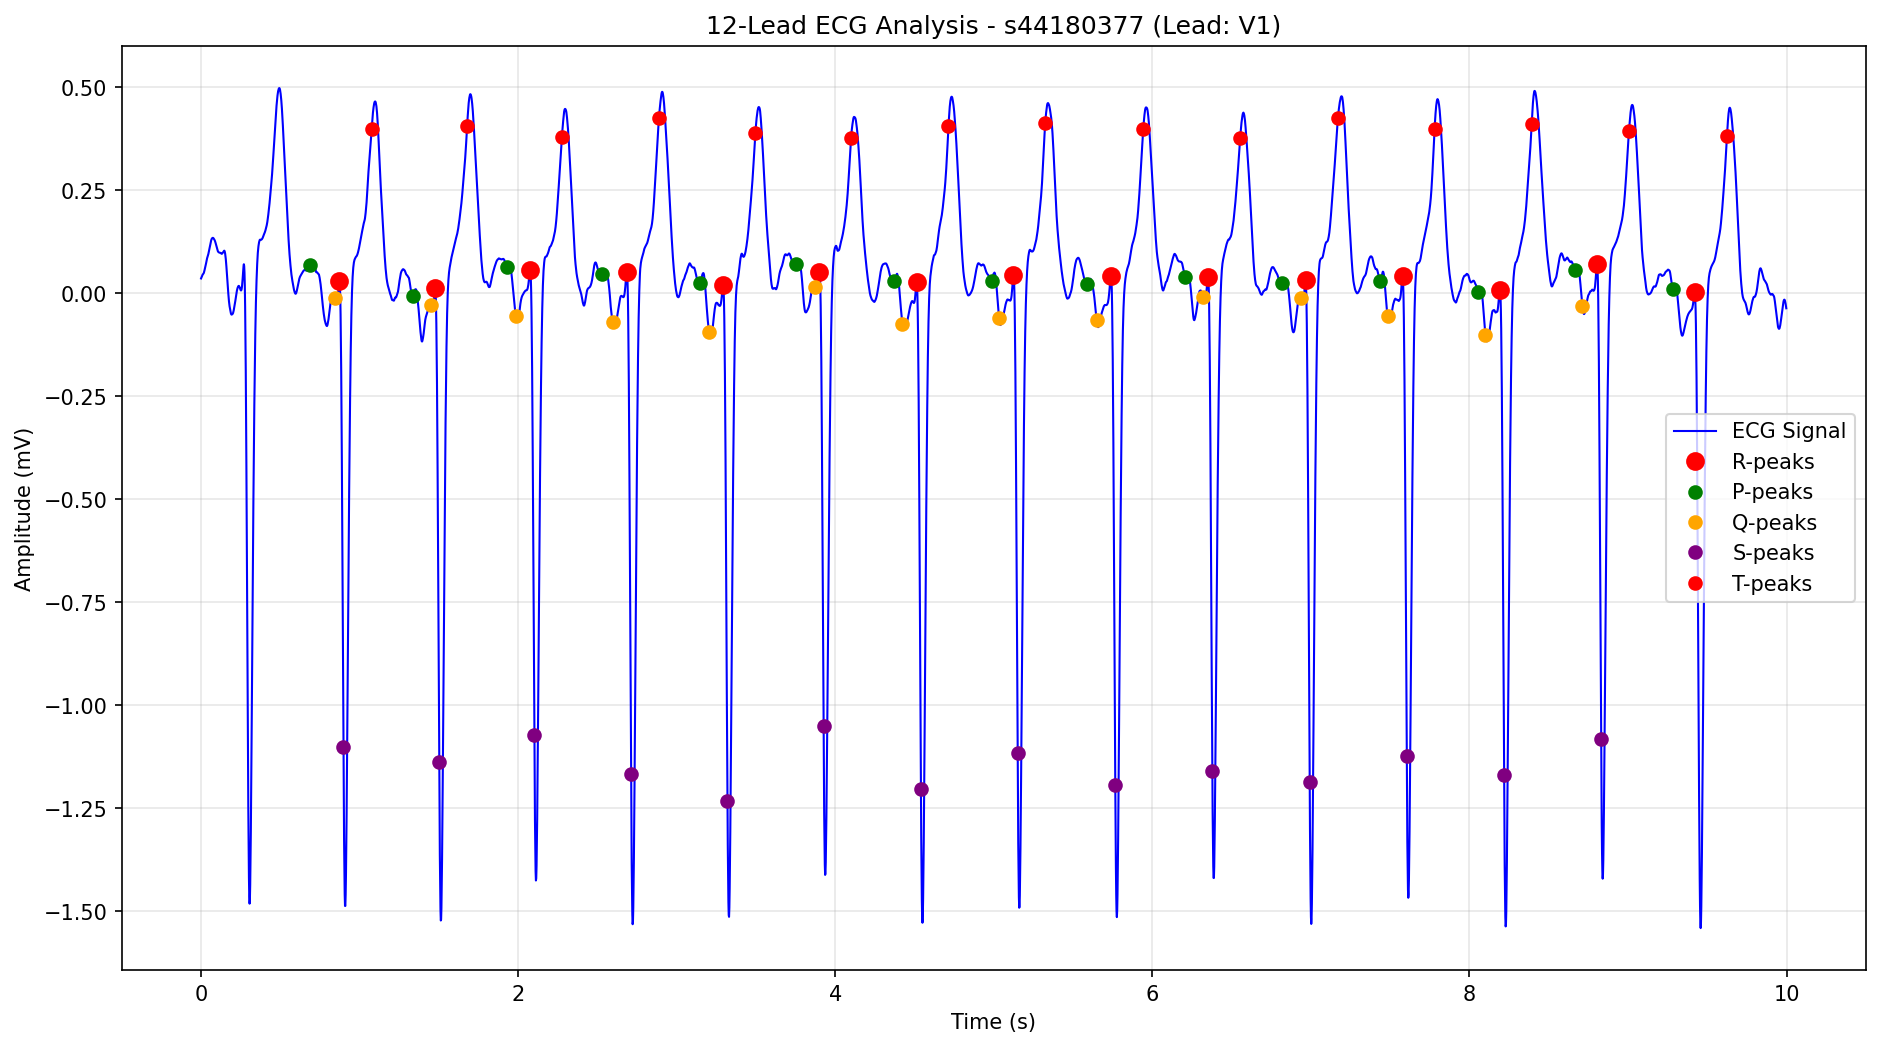 12-Lead ECG Analysis - s44180377 (Lead: V1)
Amplitude (mV)
0.50
0.25
0.00
−0.25
−0.50
−0.75
−1.00
−1.25
−1.50
ECG Signal
R-peaks
P-peaks
Q-peaks
S-peaks
T-peaks
0 2 4 6 8 10
Time (s)